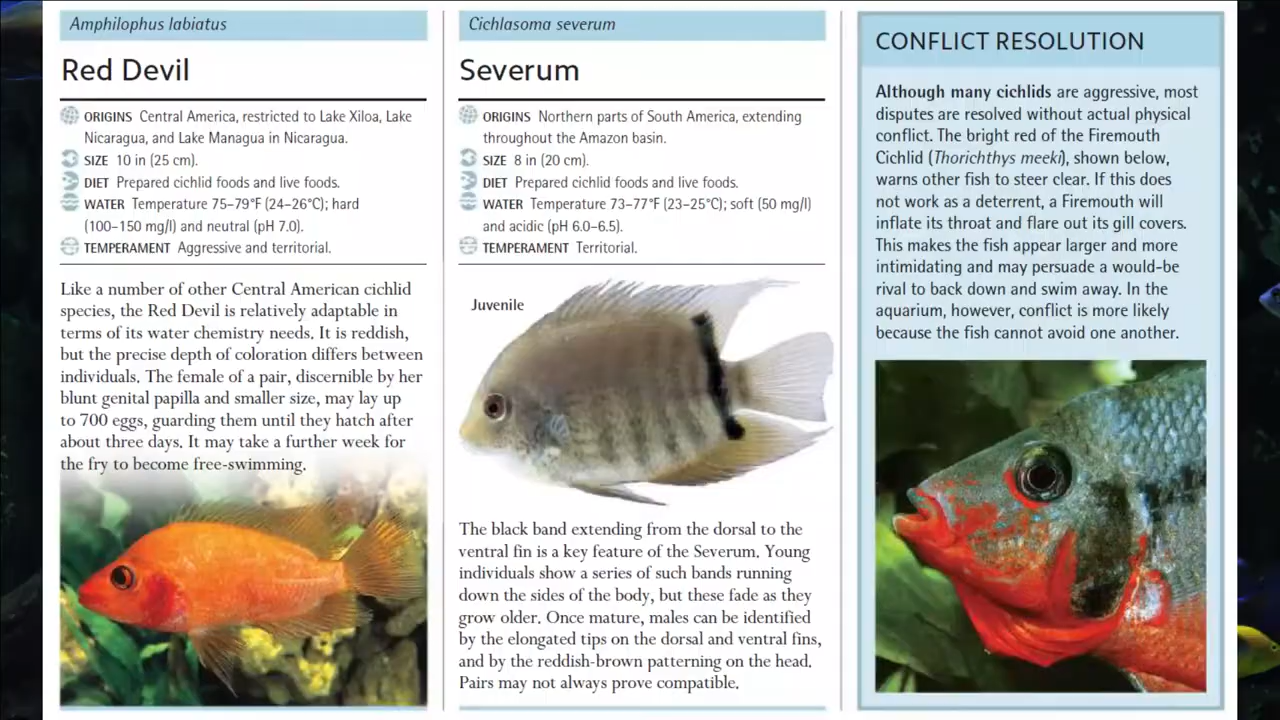 Amphilophus labiatus
Red Devil
ORIGINS Central America, restricted to Lake Xiloa, Lake
Nicaragua, and Lake Managua in Nicaragua.
SIZE 10 in (25 cm).
DIET Prepared cichlid foods and live foods.
WATER Temperature 75–79°F (24–26°C); hard
(100–150 mg/l) and neutral (pH 7.0).
TEMPERAMENT Aggressive and territorial.
Like a number of other Central American cichlid
species, the Red Devil is relatively adaptable in
terms of its water chemistry needs. It is reddish,
but the precise depth of coloration differs between
individuals. The female of a pair, discernible by her
blunt genital papilla and smaller size, may lay up
to 700 eggs, guarding them until they hatch after
about three days. It may take a further week for
the fry to become free-swimming.
Cichlasoma severum
Severum
ORIGINS Northern parts of South America, extending
throughout the Amazon basin.
SIZE 8 in (20 cm).
DIET Prepared cichlid foods and live foods.
WATER Temperature 73–77°F (23–25°C); soft (50 mg/l)
and acidic (pH 6.0–6.5).
TEMPERAMENT Territorial.
Juvenile
The black band extending from the dorsal to the
ventral fin is a key feature of the Severum. Young
individuals show a series of such bands running
down the sides of the body, but these fade as they
grow older. Once mature, males can be identified
by the elongated tips on the dorsal and ventral fins,
and by the reddish-brown patterning on the head.
Pairs may not always prove compatible.
CONFLICT RESOLUTION
Although many cichlids are aggressive, most
disputes are resolved without actual physical
conflict. The bright red of the Firemouth
Cichlid (Thorichthys meeki), shown below,
warns other fish to steer clear. If this does
not work as a deterrent, a Firemouth will
inflate its throat and flare out its gill covers.
This makes the fish appear larger and more
intimidating and may persuade a would-be
rival to back down and swim away. In the
aquarium, however, conflict is more likely
because the fish cannot avoid one another.